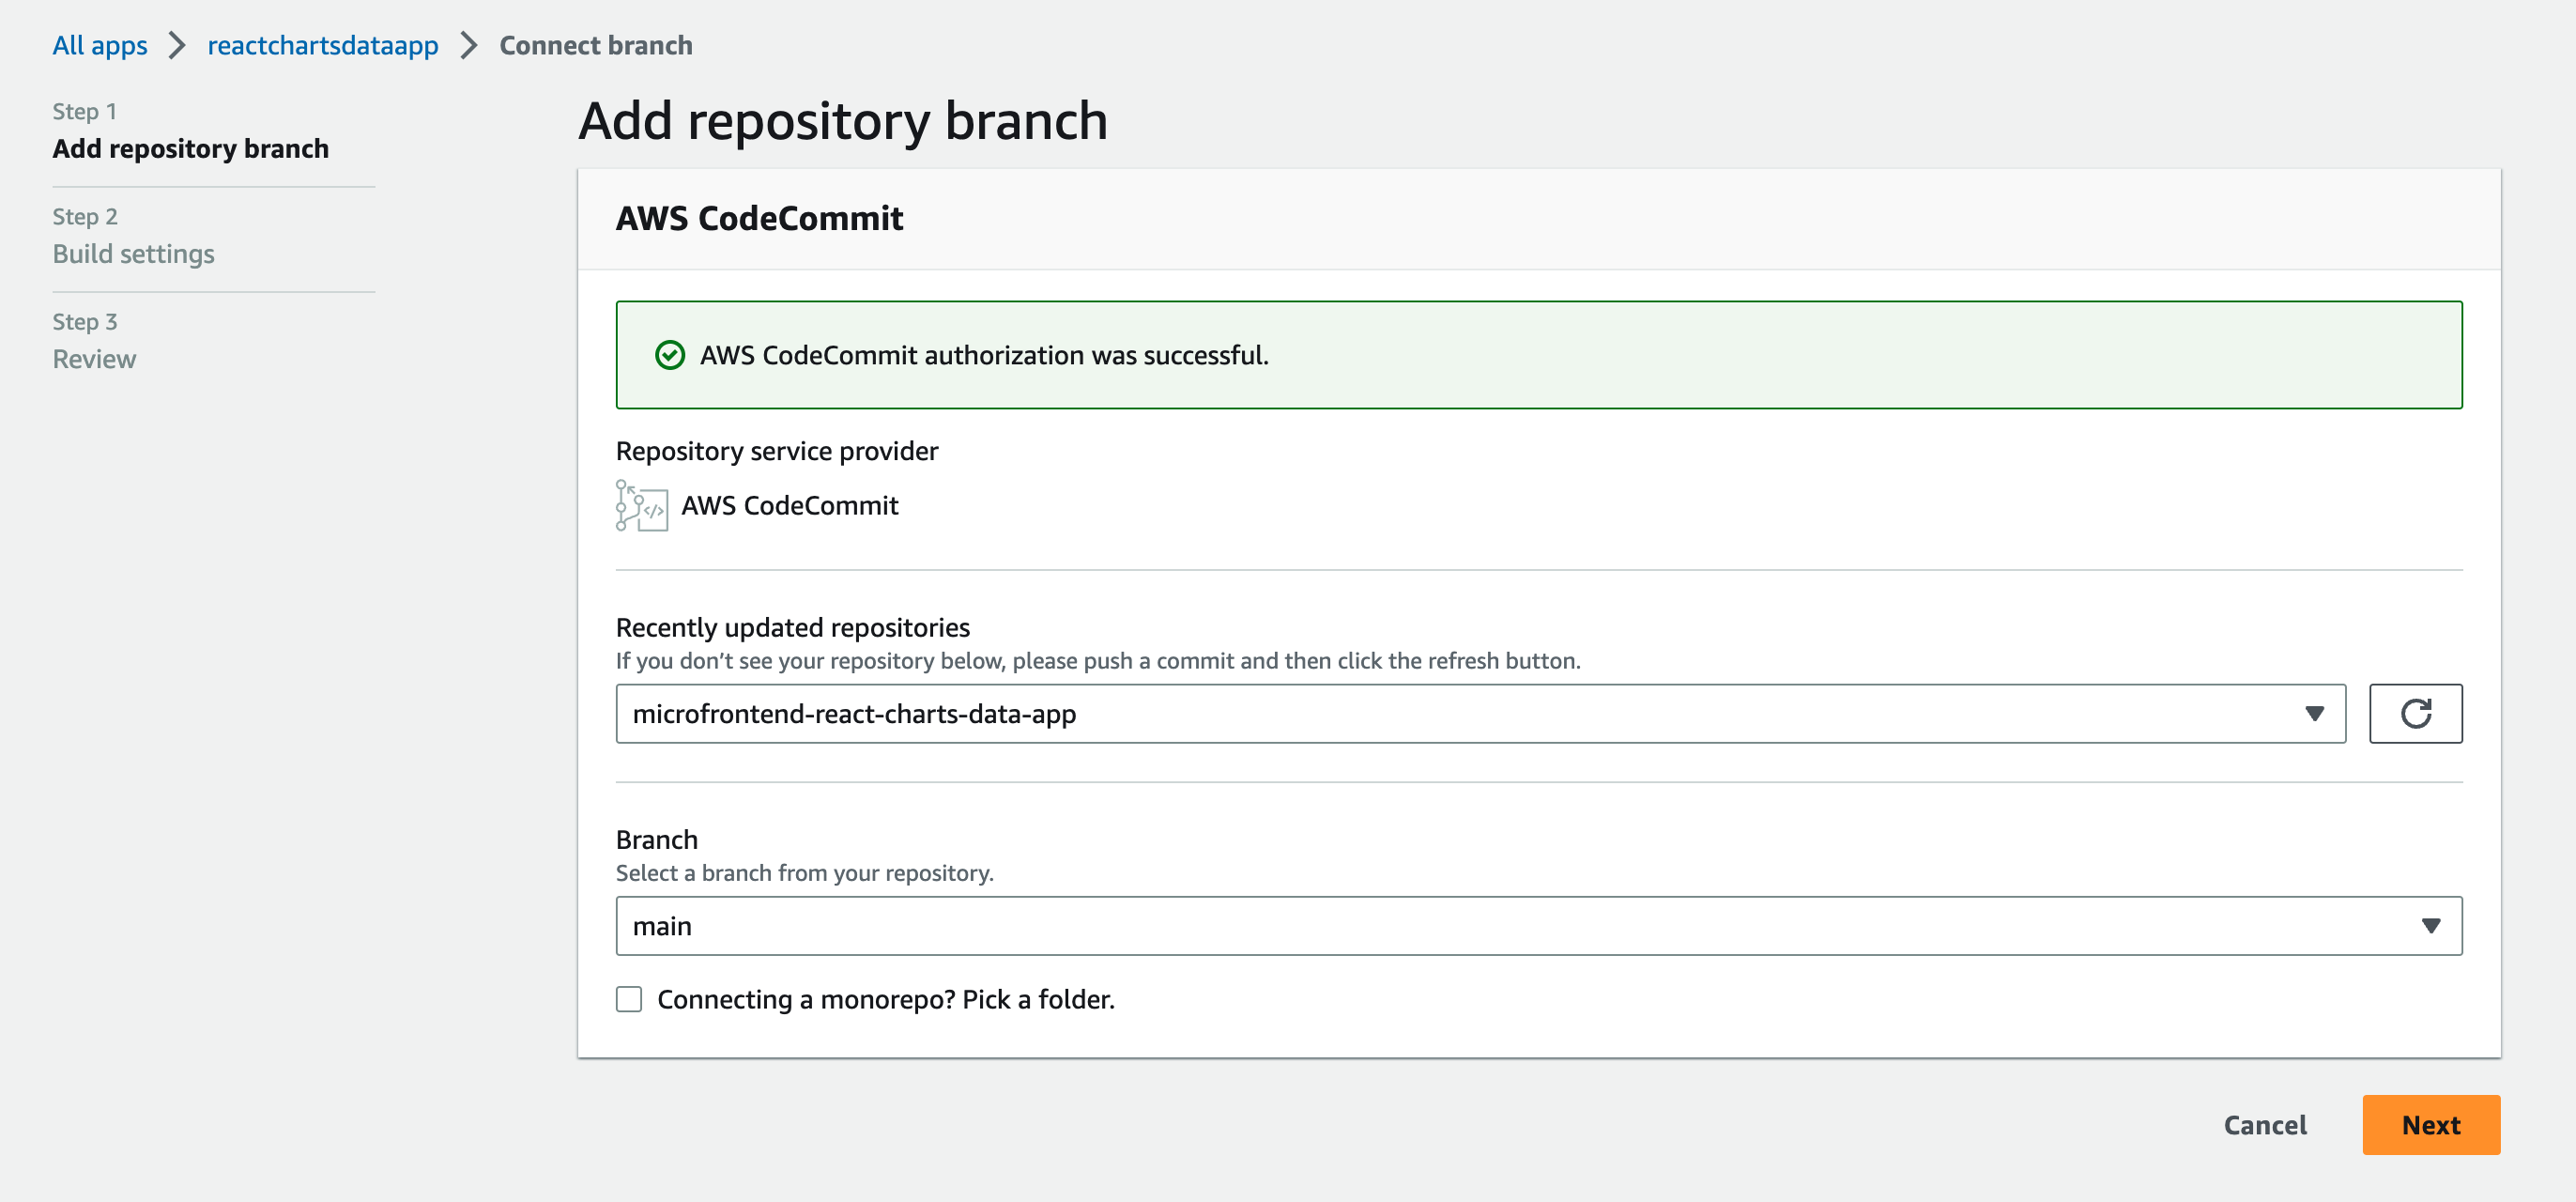 All apps > reactchartsdataapp > Connect branch
Step 1
Add repository branch
Step 2
Build settings
Step 3
Review
Add repository branch
AWS CodeCommit
AWS CodeCommit authorization was successful.
Repository service provider
</> AWS CodeCommit
Recently updated repositories
If you don’t see your repository below, please push a commit and then click the refresh button.
microfrontend-react-charts-data-app
Branch
Select a branch from your repository.
main
Connecting a monorepo? Pick a folder.
Cancel
Next